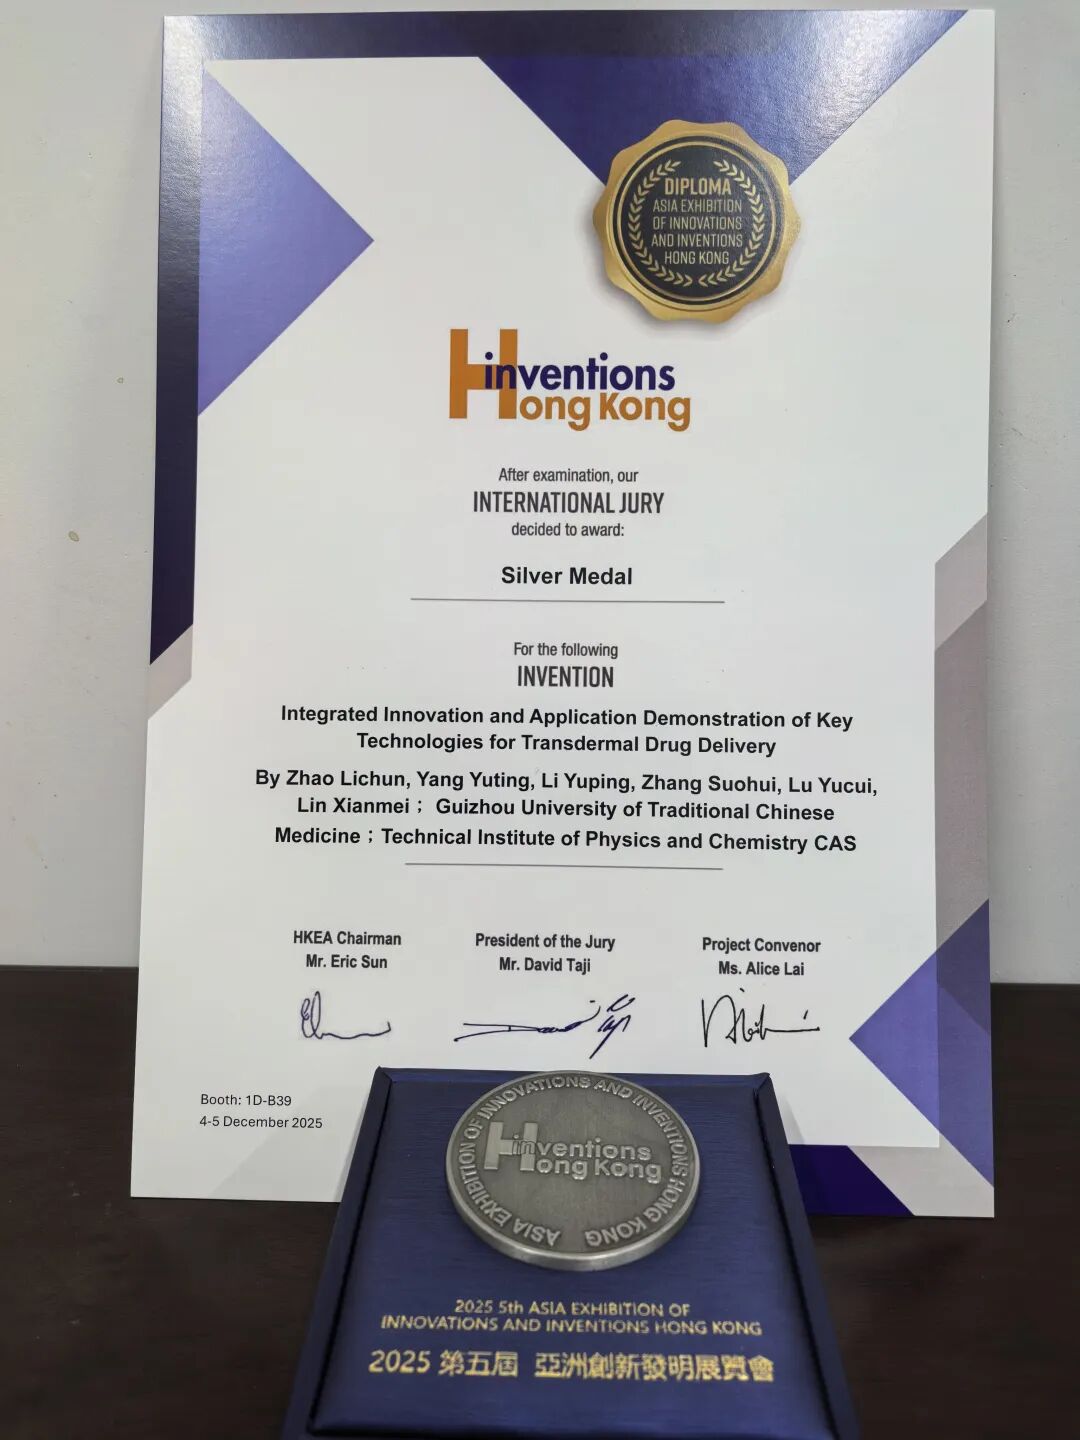 DIPLOMA
ASIA EXHIBITION
OF INNOVATIONS
AND INVENTIONS
HONG KONG
inventions
Hong Kong
After examination, our
INTERNATIONAL JURY
decided to award:
Silver Medal
For the following
INVENTION
Integrated Innovation and Application Demonstration of Key
Technologies for Transdermal Drug Delivery
By Zhao Lichun, Yang Yuting, Li Yuping, Zhang Suohui, Lu Yucui,
Lin Xianmei； Guizhou University of Traditional Chinese
Medicine；Technical Institute of Physics and Chemistry CAS
HKEA Chairman
Mr. Eric Sun
President of the Jury
Mr. David Taji
Project Convenor
Ms. Alice Lai
Booth: 1D-B39
4-5 December 2025
ASIA EXHIBITION OF INNOVATIONS AND INVENTIONS HONG KONG
inventions
Hong Kong
2025 5th ASIA EXHIBITION OF
INNOVATIONS AND INVENTIONS HONG KONG
2025 第五屆 亞洲創新發明展覽會